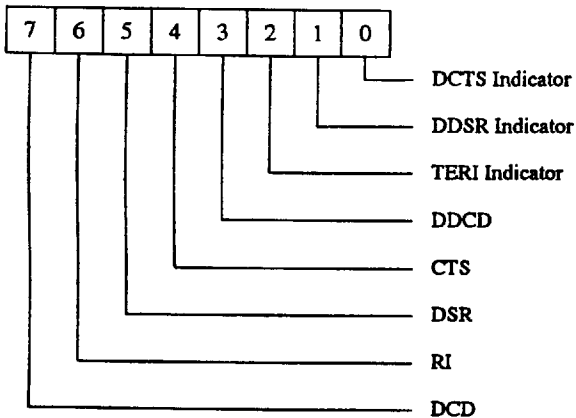 7 6 5 4 3 2 1 0
DCTS Indicator
DDSR Indicator
TERI Indicator
DDCD
CTS
DSR
RI
DCD